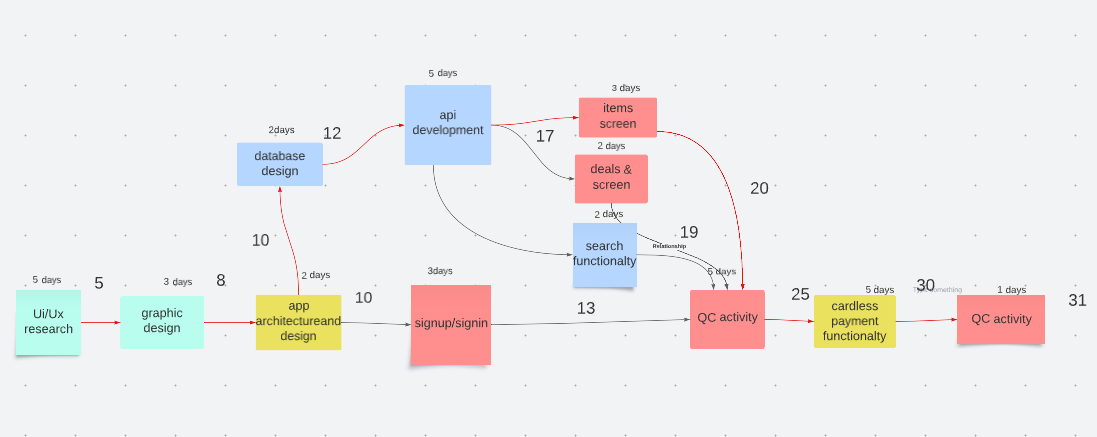 5 days
api
development
3 days
items
screen
2days
12
17
2 days
database
design
deals &
screen
20
2 days
19
Relationship
search
functionalty
10
5 days
5 days
5
3 days
8
2 days
10
3days
13
25
5 days
30
1 days
31
Ui/Ux
research
graphic
design
app
architectureand
design
signup/signin
QC activity
cardless
payment
functionalty
QC activity